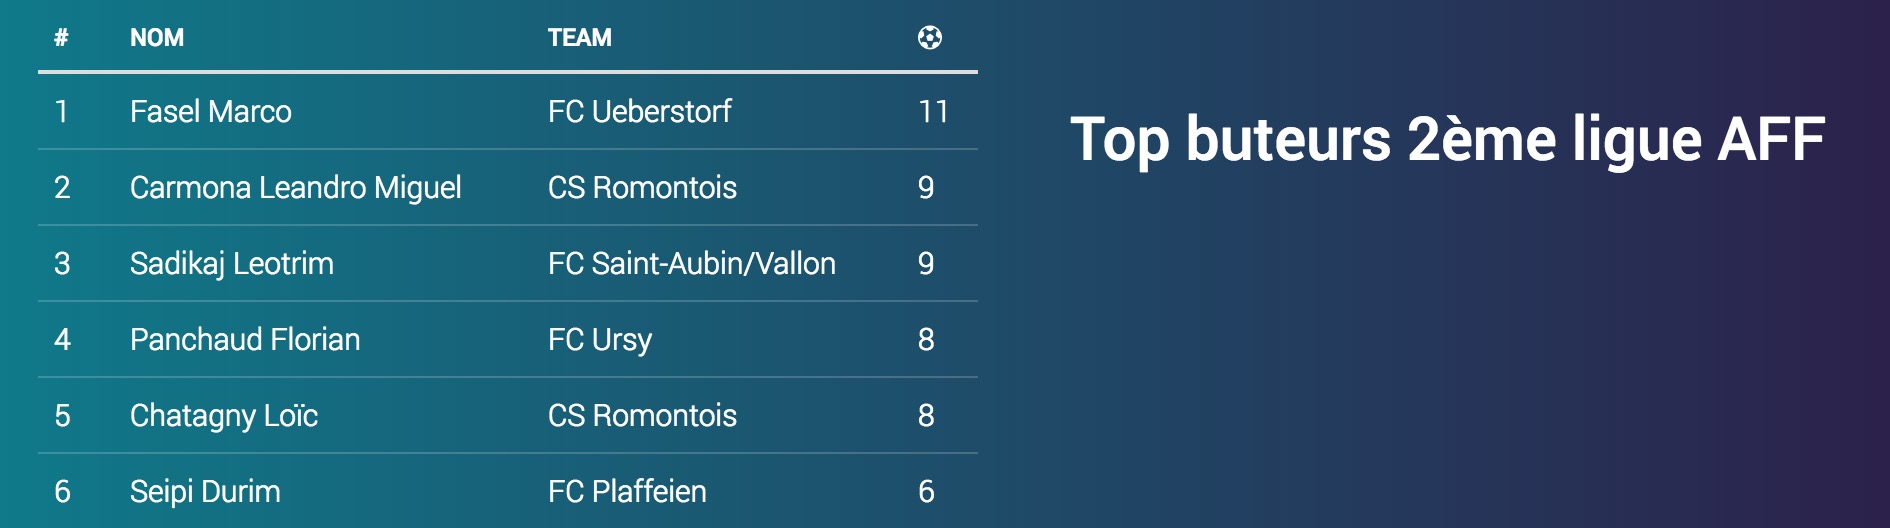 # NOM TEAM ⚽
1 Fasel Marco FC Ueberstorf 11
2 Carmona Leandro Miguel CS Romontois 9
3 Sadikaj Leotrim FC Saint-Aubin/Vallon 9
4 Panchaud Florian FC Ursy 8
5 Chatagny Loïc CS Romontois 8
6 Seipi Durim FC Plaffeien 6
Top buteurs 2ème ligue AFF